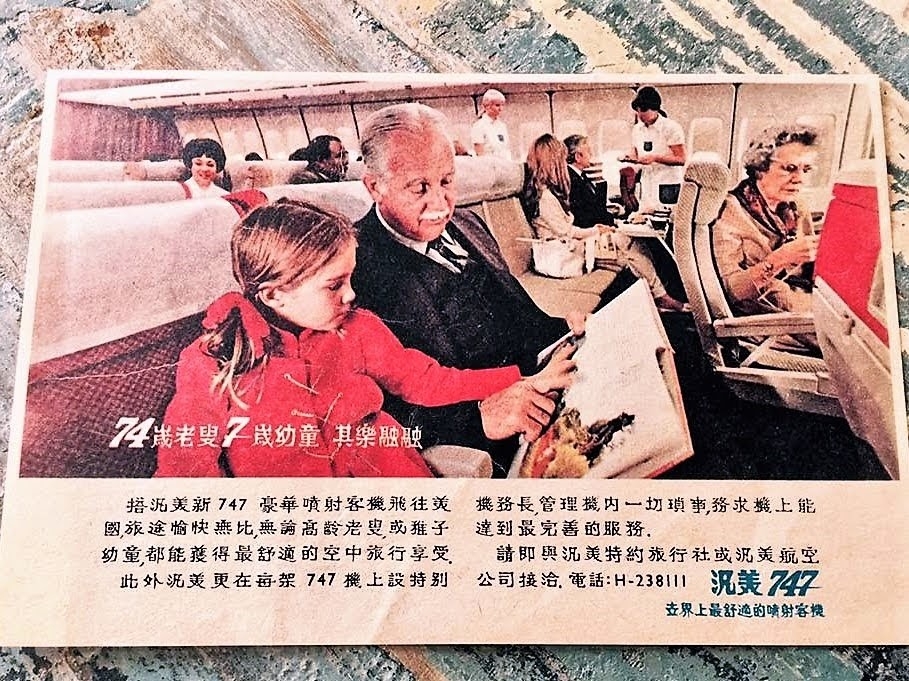 74歲老叟7歲幼童 其樂融融
搭汎美新747豪華噴射客機飛往美
國,旅途愉快無比,無論高齡老叟,或稚子
幼童,都能獲得最舒適的空中旅行享受.
此外汎美更在每架747機上設特別
機務長,管理機內一切瑣事,務求機上能
達到最完善的服務.
請即與汎美特約旅行社或汎美航空
公司接洽. 電話:H-238111 汎美 747
世界上最舒適的噴射客機